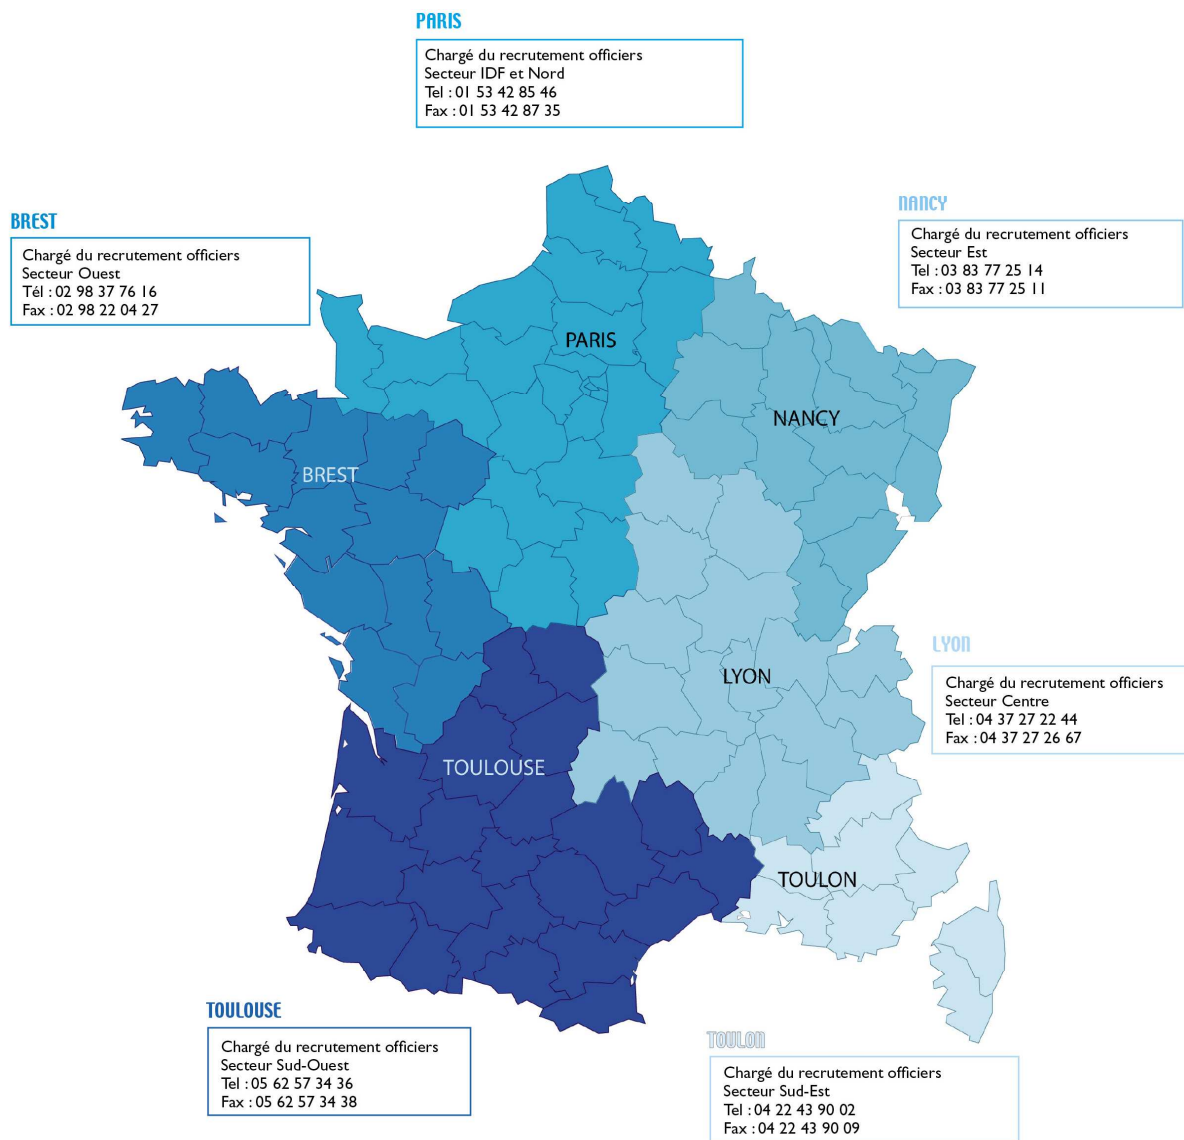 PARIS
Chargé du recrutement officiers
Secteur IDF et Nord
Tel : 01 53 42 85 46
Fax : 01 53 42 87 35
BREST
Chargé du recrutement officiers
Secteur Ouest
Tél : 02 98 37 76 16
Fax : 02 98 22 04 27
NANCY
Chargé du recrutement officiers
Secteur Est
Tel : 03 83 77 25 14
Fax : 03 83 77 25 11
PARIS
NANCY
BREST
LYON
Chargé du recrutement officiers
Secteur Centre
Tel : 04 37 27 22 44
Fax : 04 37 27 26 67
LYON
TOULOUSE
TOULON
TOULOUSE
Chargé du recrutement officiers
Secteur Sud-Ouest
Tel : 05 62 57 34 36
Fax : 05 62 57 34 38
TOULON
Chargé du recrutement officiers
Secteur Sud-Est
Tel : 04 22 43 90 02
Fax : 04 22 43 90 09